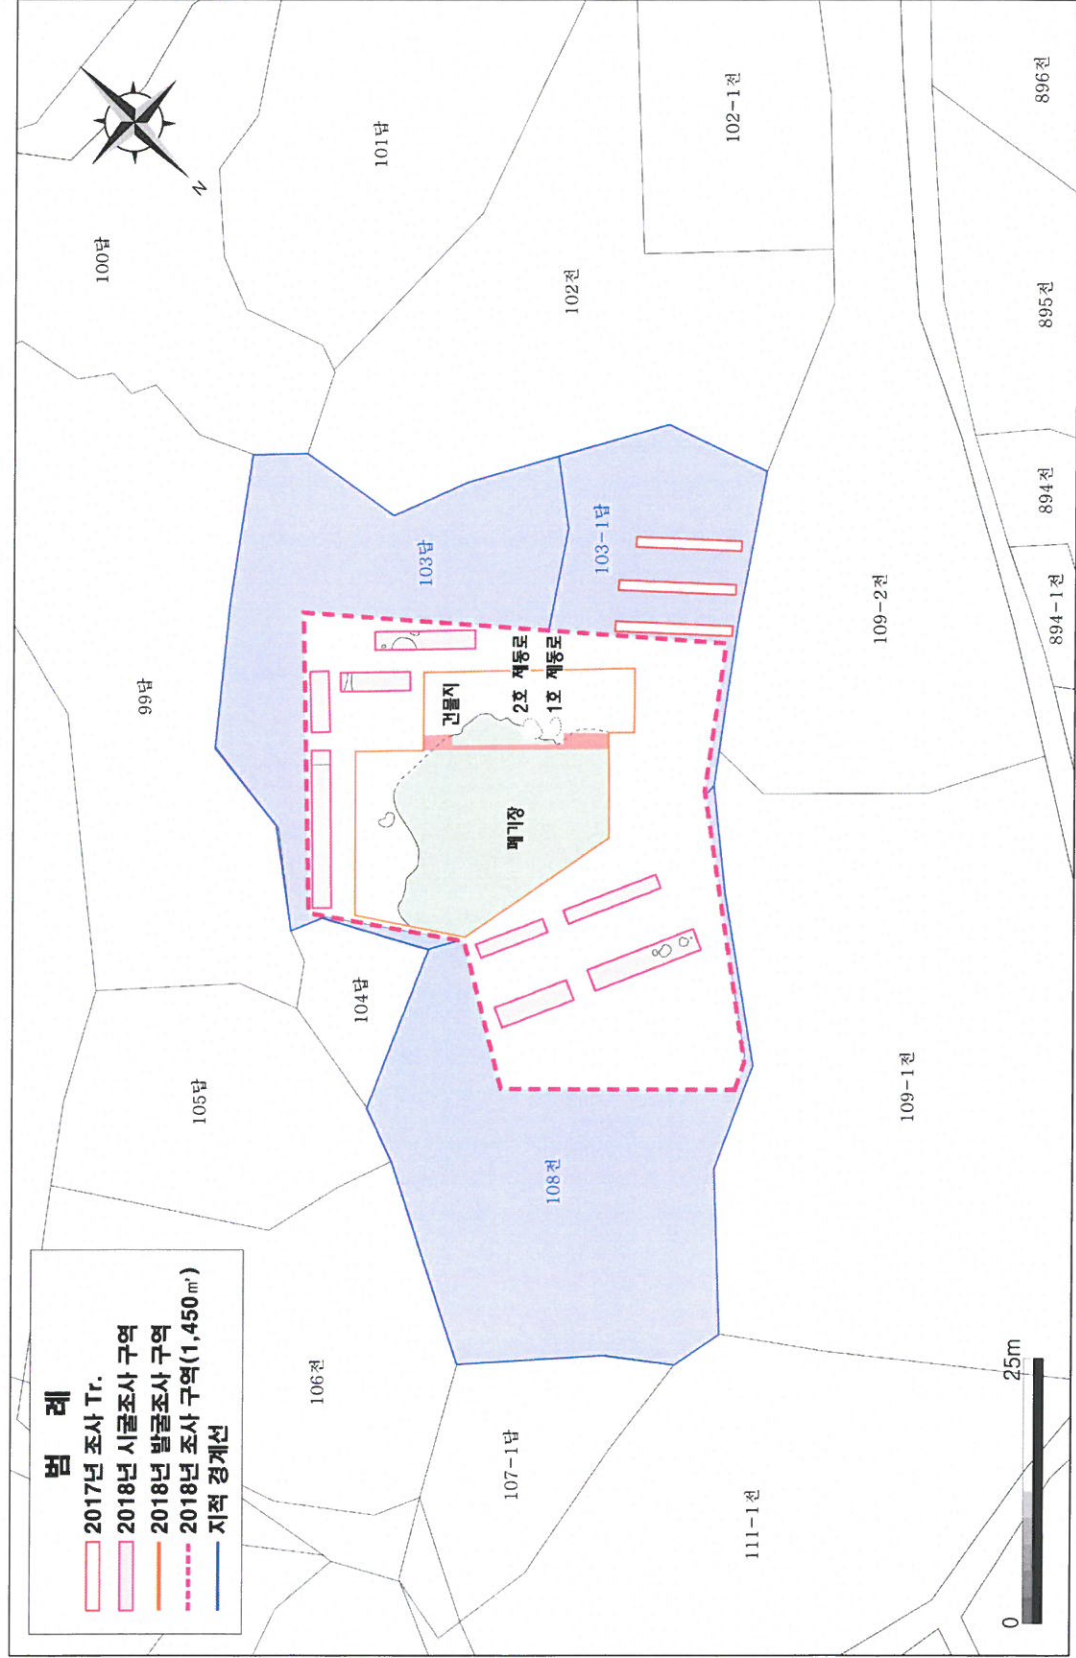 범 례
2017년 조사 Tr.
2018년 시굴조사 구역
2018년 발굴조사 구역
2018년 조사 구역(1,450㎡)
지적 경계선
N
99답
100답
101답
102-1전
102전
103답
103-1답
104답
105답
106전
107-1답
108전
109-2전
109-1전
111-1전
894-1전
894전
895전
896전
건물지
2호 제동로
1호 제동로
폐기장
0
25m